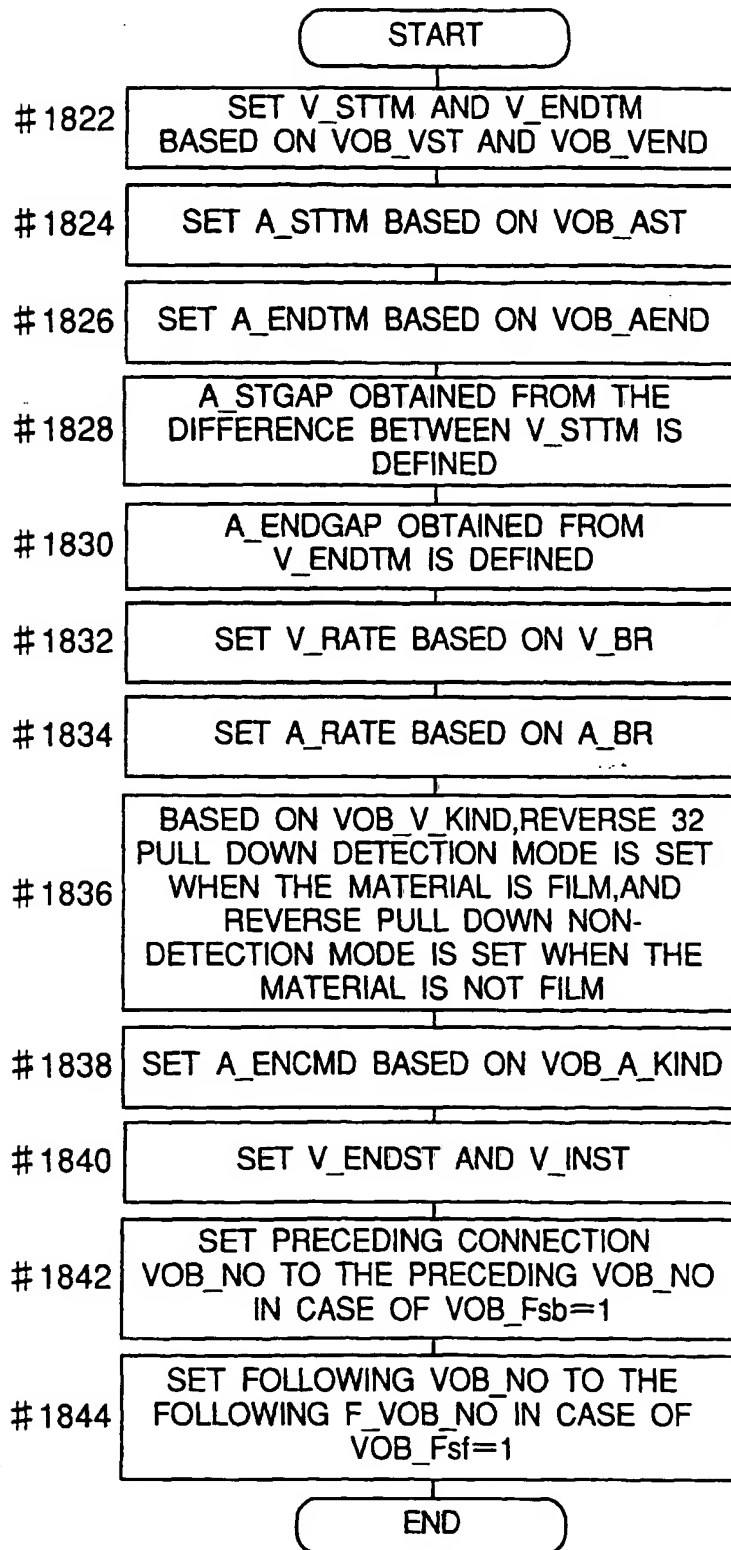 START
#1822
SET V_STTM AND V_ENDTM
BASED ON VOB_VST AND VOB_VEND
#1824
SET A_STTM BASED ON VOB_AST
#1826
SET A_ENDTM BASED ON VOB_AEND
#1828
A_STGAP OBTAINED FROM THE
DIFFERENCE BETWEEN V_STTM IS
DEFINED
#1830
A_ENDGAP OBTAINED FROM
V_ENDTM IS DEFINED
#1832
SET V_RATE BASED ON V_BR
#1834
SET A_RATE BASED ON A_BR
#1836
BASED ON VOB_V_KIND,REVERSE 32
PULL DOWN DETECTION MODE IS SET
WHEN THE MATERIAL IS FILM,AND
REVERSE PULL DOWN NON-
DETECTION MODE IS SET WHEN THE
MATERIAL IS NOT FILM
#1838
SET A_ENCMD BASED ON VOB_A_KIND
#1840
SET V_ENDST AND V_INST
#1842
SET PRECEDING CONNECTION
VOB_NO TO THE PRECEDING VOB_NO
IN CASE OF VOB_Fsb=1
#1844
SET FOLLOWING VOB_NO TO THE
FOLLOWING F_VOB_NO IN CASE OF
VOB_Fsf=1
END